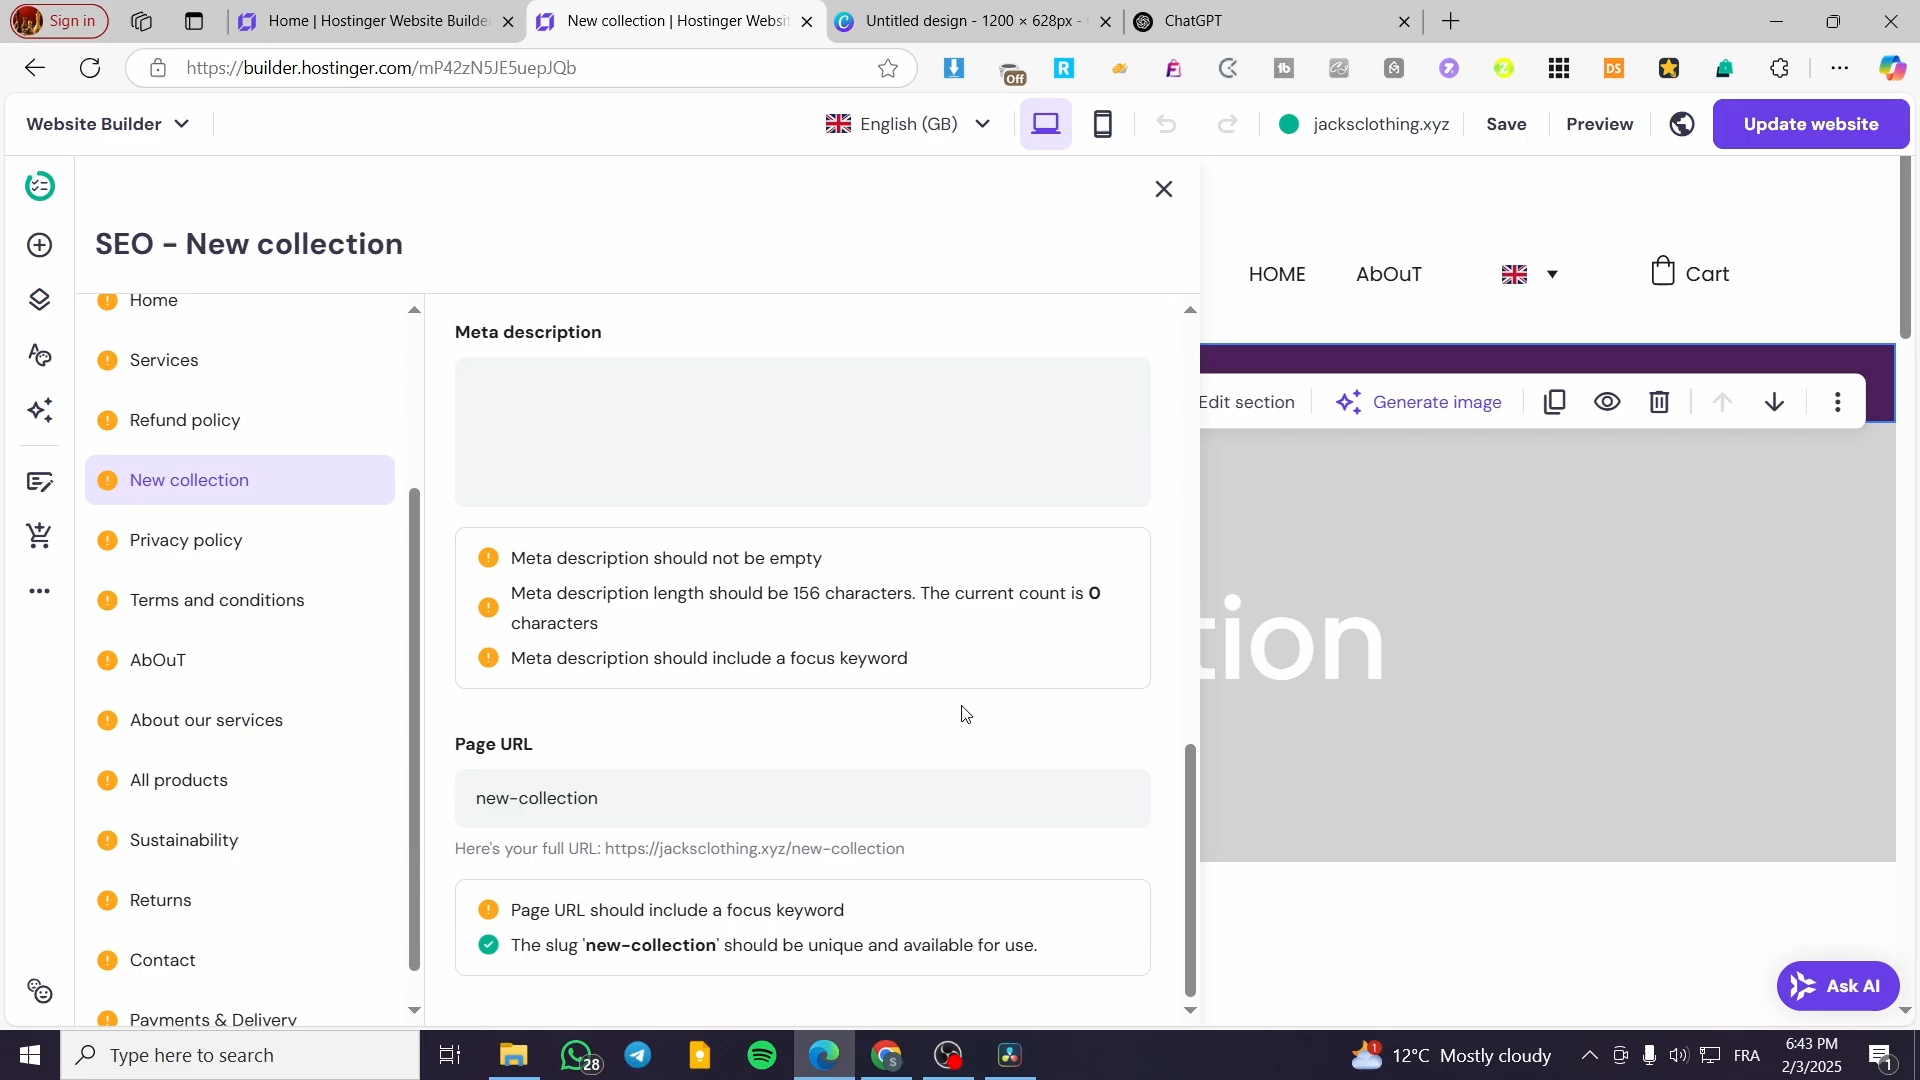 Sign in
Home | Hostinger Website Builder
New collection | Hostinger Websi
Untitled design - 1200 × 628px -
ChatGPT
https://builder.hostinger.com/mP42zN5JE5uepJQb
Off
Website Builder
English (GB)
jacksclothing.xyz
Save
Preview
Update website
SEO - New collection
HOME
AbOuT
Cart
Home
Services
Refund policy
New collection
Privacy policy
Terms and conditions
AbOuT
About our services
All products
Sustainability
Returns
Contact
Payments & Delivery
Meta description
Meta description should not be empty
Meta description length should be 156 characters. The current count is 0
characters
Meta description should include a focus keyword
Page URL
new-collection
Here's your full URL: https://jacksclothing.xyz/new-collection
Page URL should include a focus keyword
The slug 'new-collection' should be unique and available for use.
Edit section
Generate image
tion
Ask AI
Type here to search
28
1
12°C Mostly cloudy
FRA
6:43 PM
2/3/2025
1